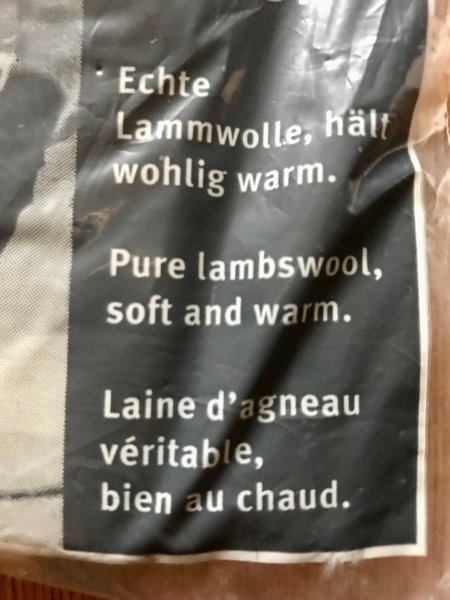 Echte
Lammwolle, hält
wohlig warm.
Pure lambswool,
soft and warm.
Laine d'agneau
véritable,
bien au chaud.